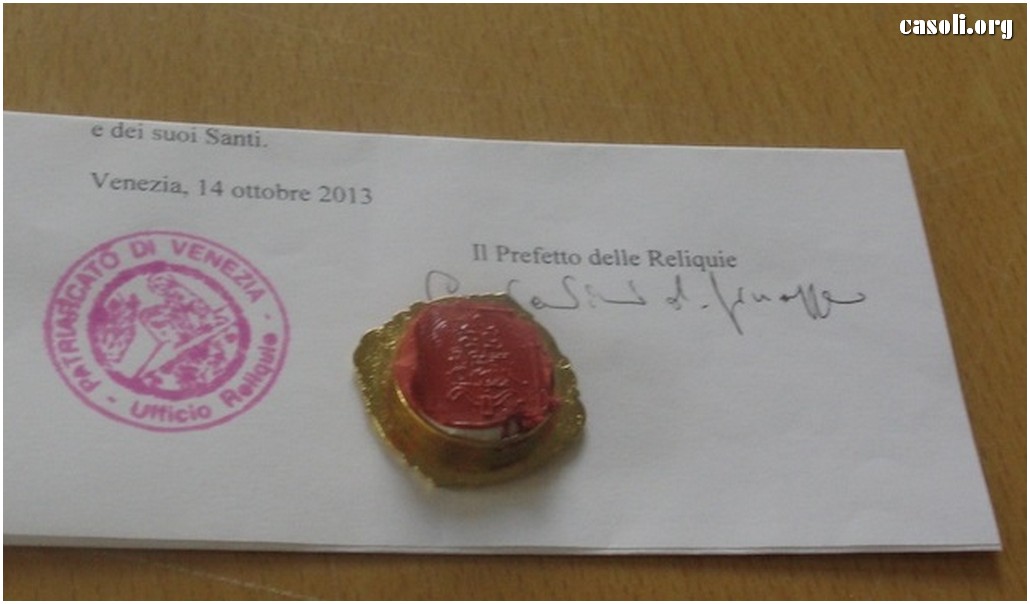 casoli.org
e dei suoi Santi.
Venezia, 14 ottobre 2013
Il Prefetto delle Reliquie
PATRIARCATO DI VENEZIA -
- Ufficio Reliquie